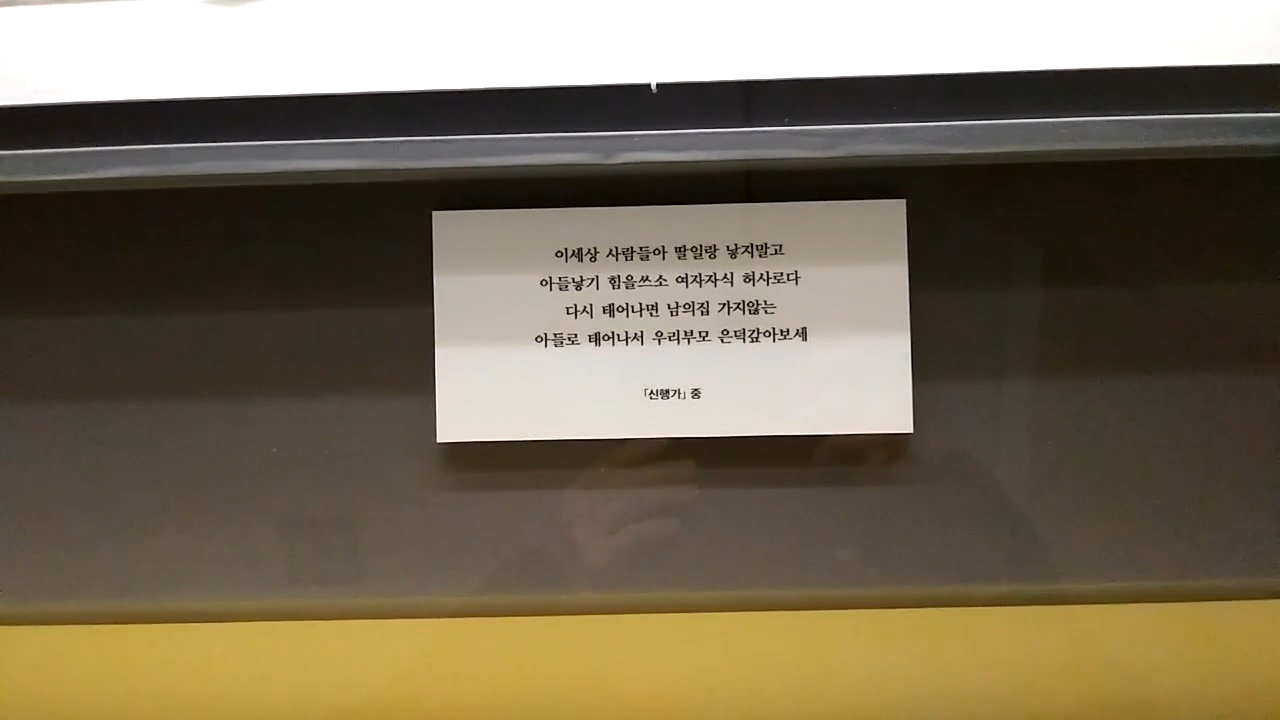 이세상 사람들아 딸일랑 낳지말고
아들낳기 힘을쓰소 여자자식 허사로다
다시 태어나면 남의집 가지않는
아들로 태어나서 우리부모 은덕갚아보세
「신행가」 중